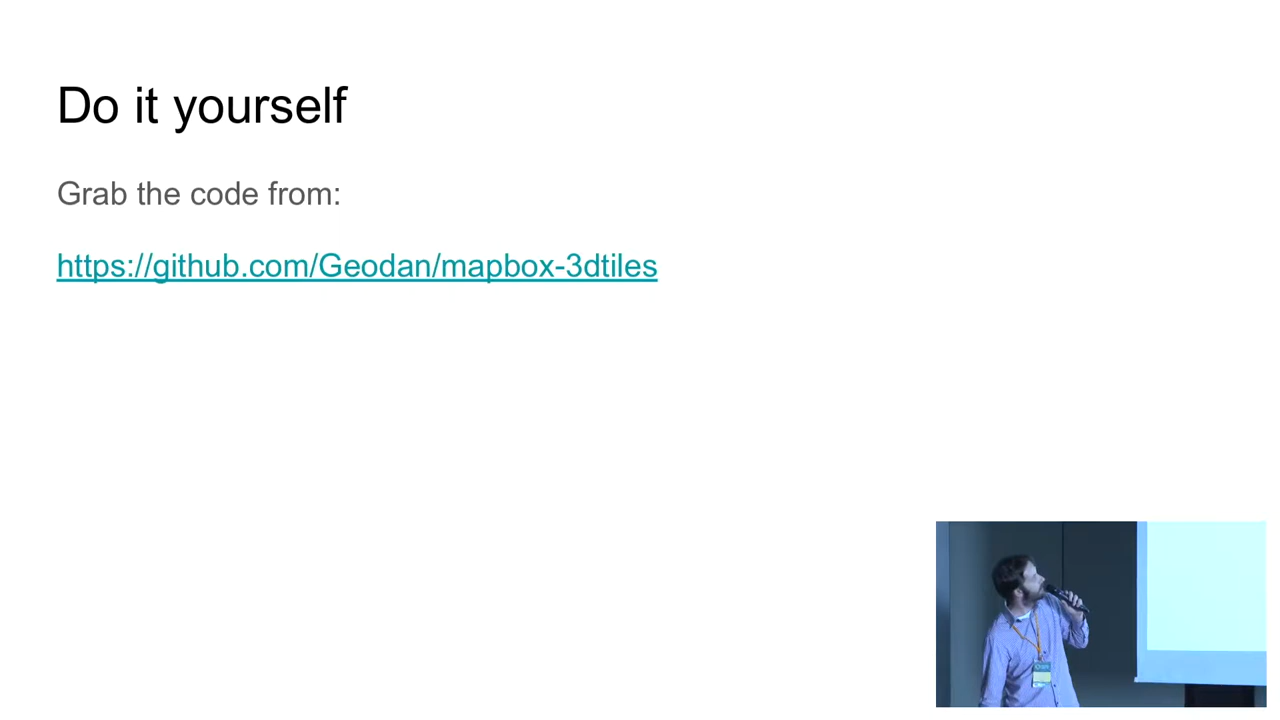 Do it yourself
Grab the code from:
https://github.com/Geodan/mapbox-3dtiles